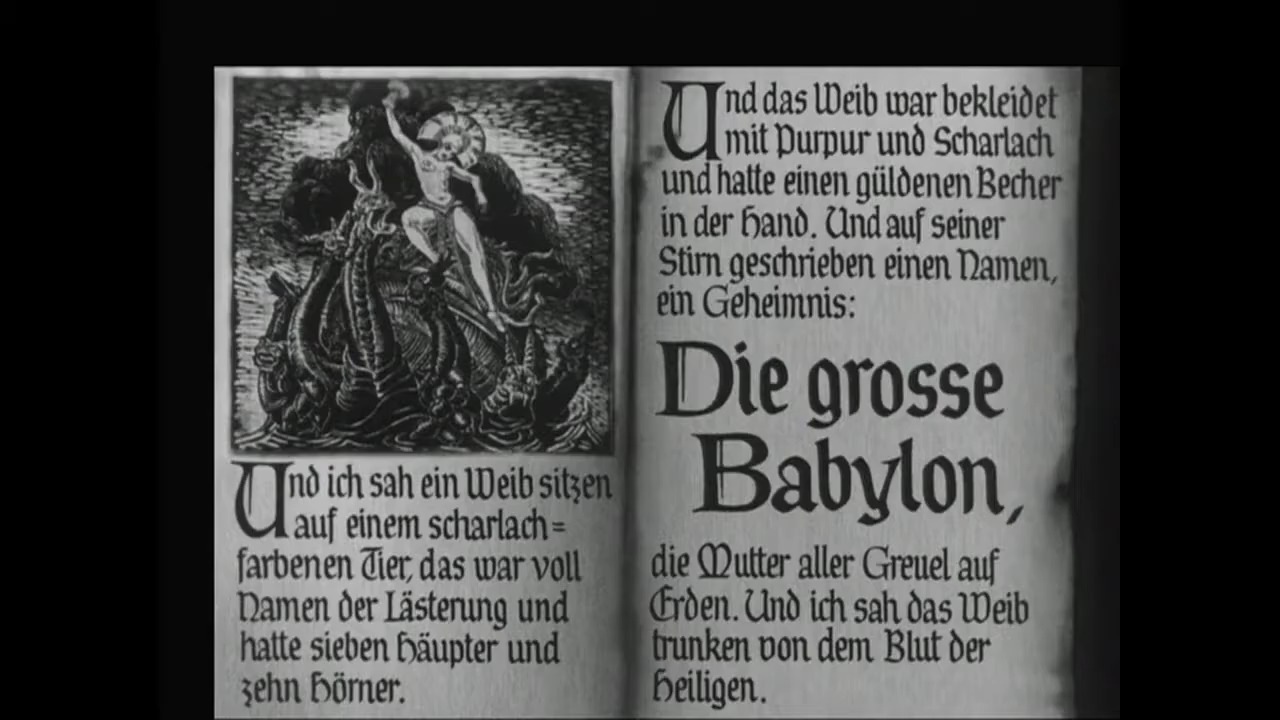 Und ich sah ein Weib sitzen
auf einem scharlach=
farbenen Tier, das war voll
Namen der Lästerung und
hatte sieben Häupter und
zehn Hörner.
Und das Weib war bekleidet
mit Purpur und Scharlach
und hatte einen güldenen Becher
in der Hand. Und auf seiner
Stirn geschrieben einen Namen,
ein Geheimnis:
Die grosse
Babylon,
die Mutter aller Greuel auf
Erden. Und ich sah das Weib
trunken von dem Blut der
Heiligen.